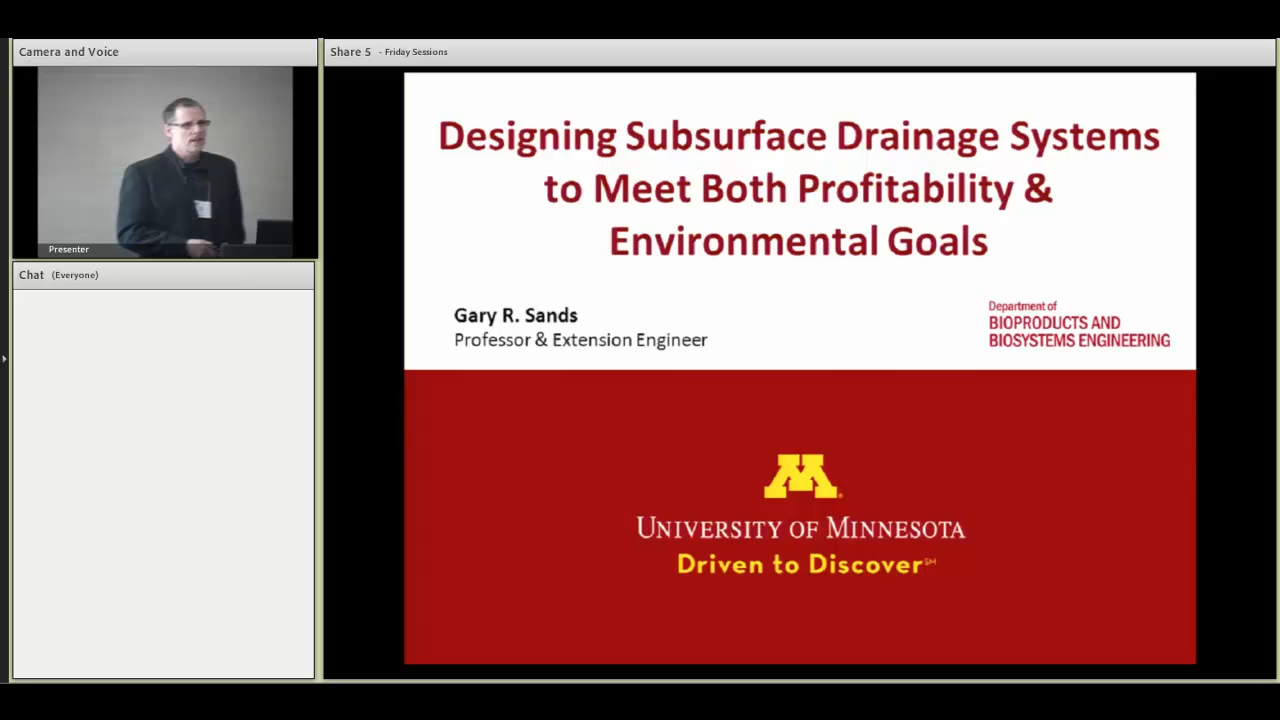 Camera and Voice
Presenter
Chat (Everyone)
Share 5 - Friday Sessions
Designing Subsurface Drainage Systems
to Meet Both Profitability &
Environmental Goals
Gary R. Sands
Professor & Extension Engineer
Department of
BIOPRODUCTS AND
BIOSYSTEMS ENGINEERING
M
UNIVERSITY OF MINNESOTA
Driven to Discover℠